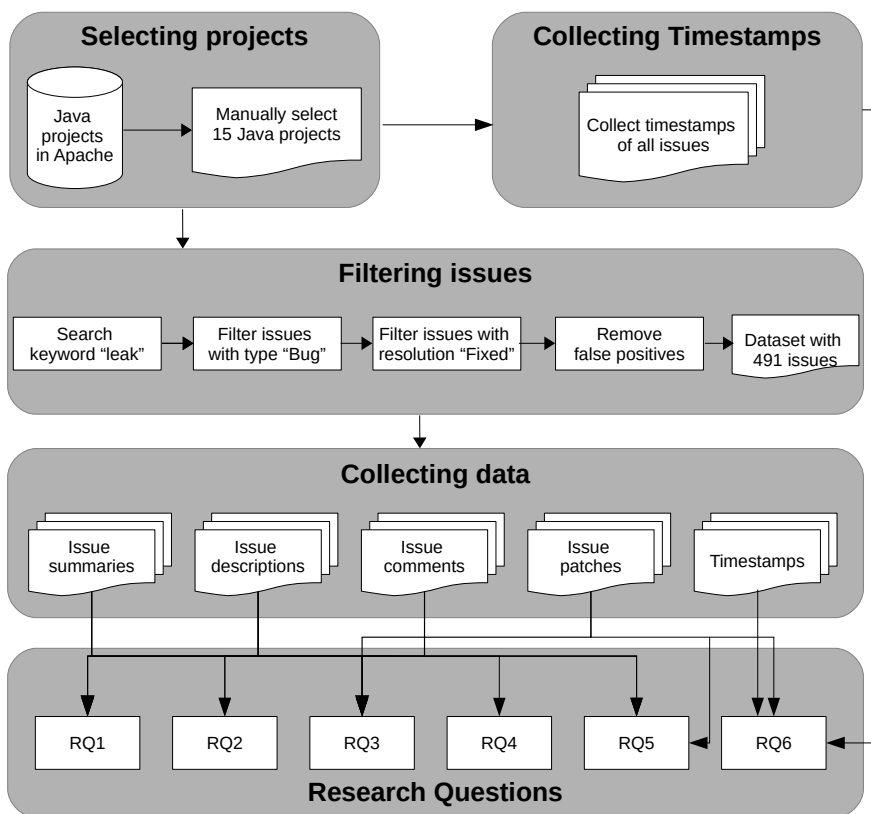 Selecting projects
Java
projects
in Apache
Manually select
15 Java projects
Collecting Timestamps
Collect timestamps
of all issues
Filtering issues
Search
keyword “leak”
Filter issues
with type “Bug”
Filter issues with
resolution “Fixed”
Remove
false positives
Dataset with
491 issues
Collecting data
Issue
summaries
Issue
descriptions
Issue
comments
Issue
patches
Timestamps
RQ1
RQ2
RQ3
RQ4
RQ5
RQ6
Research Questions